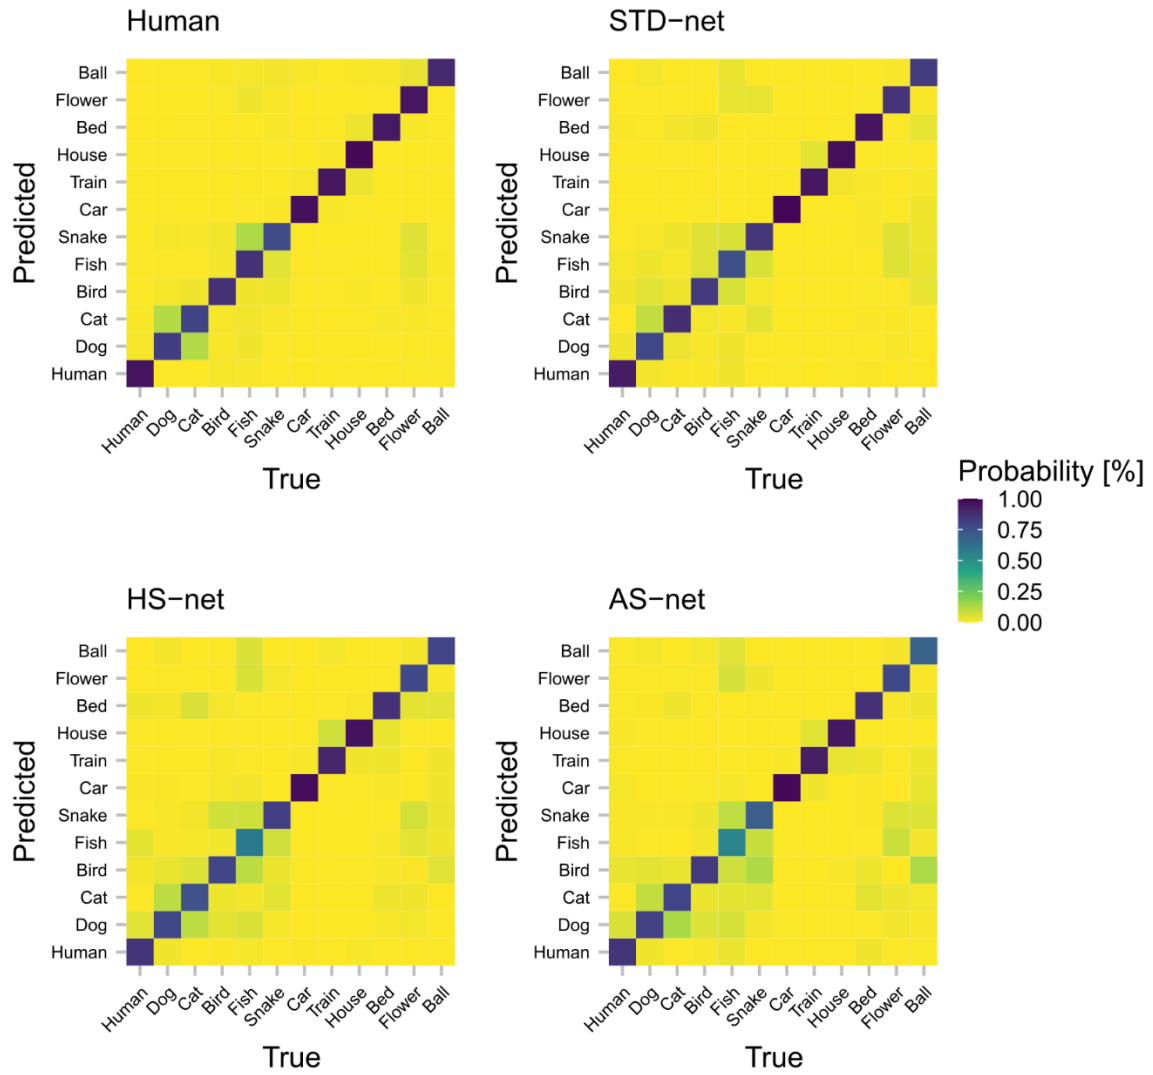 Human
STD−net
Predicted
Ball
Flower
Bed
House
Train
Car
Snake
Fish
Bird
Cat
Dog
Human
Human
Dog
Cat
Bird
Fish
Snake
Car
Train
House
Bed
Flower
Ball
True
Predicted
Ball
Flower
Bed
House
Train
Car
Snake
Fish
Bird
Cat
Dog
Human
Human
Dog
Cat
Bird
Fish
Snake
Car
Train
House
Bed
Flower
Ball
True
Probability [%]
1.00
0.75
0.50
0.25
0.00
HS−net
AS−net
Predicted
Ball
Flower
Bed
House
Train
Car
Snake
Fish
Bird
Cat
Dog
Human
Human
Dog
Cat
Bird
Fish
Snake
Car
Train
House
Bed
Flower
Ball
True
Predicted
Ball
Flower
Bed
House
Train
Car
Snake
Fish
Bird
Cat
Dog
Human
Human
Dog
Cat
Bird
Fish
Snake
Car
Train
House
Bed
Flower
Ball
True